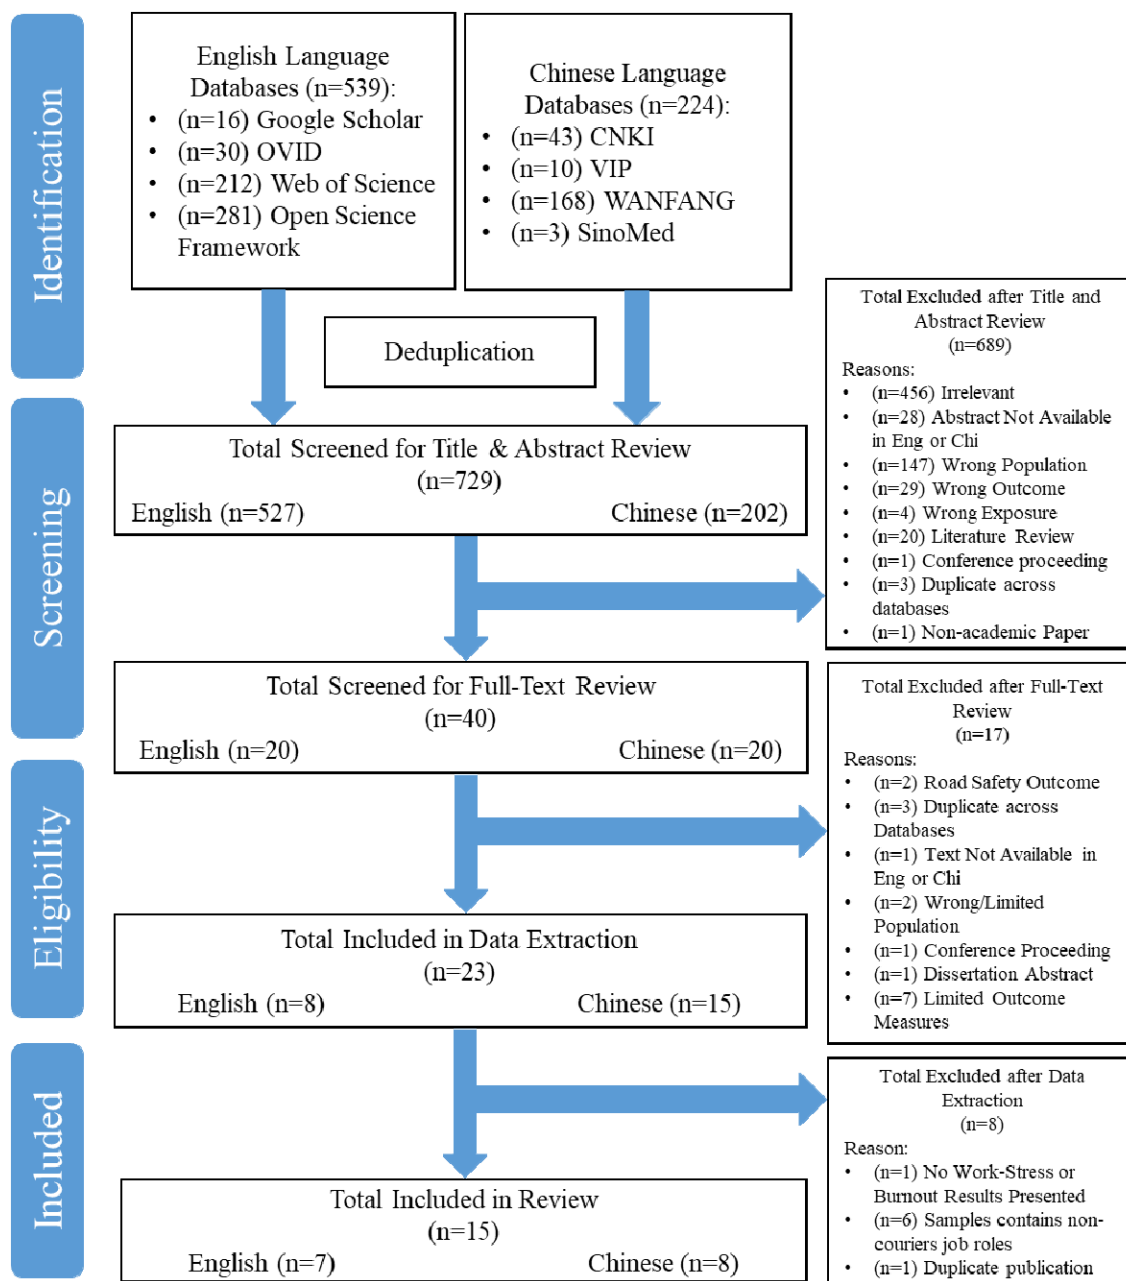 Identification
English Language
Databases (n=539):
• (n=16) Google Scholar
• (n=30) OVID
• (n=212) Web of Science
• (n=281) Open Science
Framework
Chinese Language
Databases (n=224):
• (n=43) CNKI
• (n=10) VIP
• (n=168) WANFANG
• (n=3) SinoMed
Deduplication
Screening
Total Screened for Title & Abstract Review
(n=729)
English (n=527) Chinese (n=202)
Total Excluded after Title and
Abstract Review
(n=689)
Reasons:
• (n=456) Irrelevant
• (n=28) Abstract Not Available
in Eng or Chi
• (n=147) Wrong Population
• (n=29) Wrong Outcome
• (n=4) Wrong Exposure
• (n=20) Literature Review
• (n=1) Conference proceeding
• (n=3) Duplicate across
databases
• (n=1) Non-academic Paper
Total Screened for Full-Text Review
(n=40)
English (n=20) Chinese (n=20)
Total Excluded after Full-Text
Review
(n=17)
Reasons:
• (n=2) Road Safety Outcome
• (n=3) Duplicate across
Databases
• (n=1) Text Not Available in
Eng or Chi
• (n=2) Wrong/Limited
Population
• (n=1) Conference Proceeding
• (n=1) Dissertation Abstract
• (n=7) Limited Outcome
Measures
Eligibility
Total Included in Data Extraction
(n=23)
English (n=8) Chinese (n=15)
Total Excluded after Data
Extraction
(n=8)
Reason:
• (n=1) No Work-Stress or
Burnout Results Presented
• (n=6) Samples contains non-
couriers job roles
• (n=1) Duplicate publication
Included
Total Included in Review
(n=15)
English (n=7) Chinese (n=8)